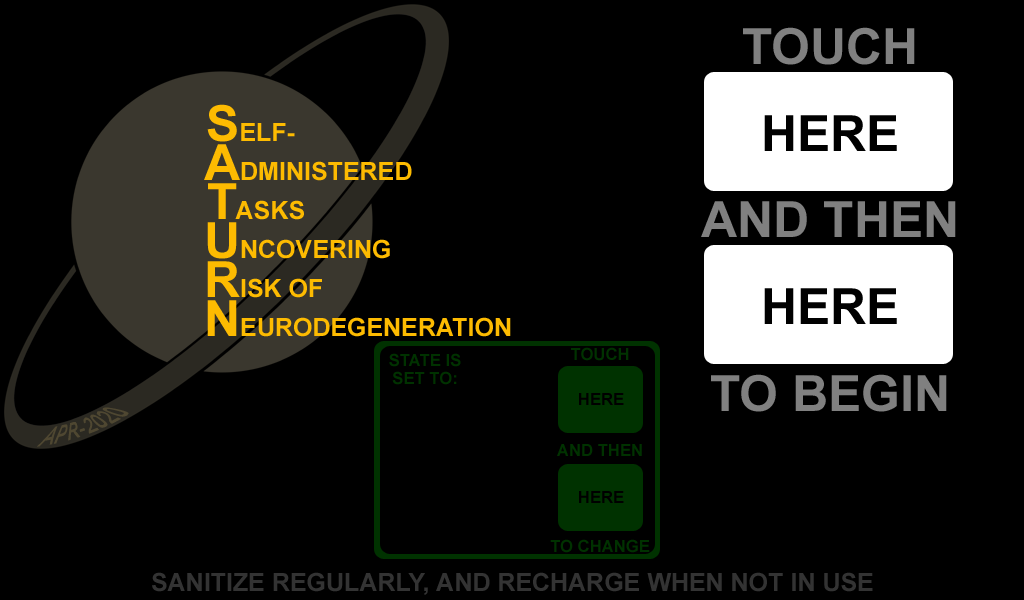 SELF-
ADMINISTERED
TASKS
UNCOVERING
RISK OF
NEURODEGENERATION
APR-2020
TOUCH
HERE
AND THEN
HERE
TO BEGIN
STATE IS
SET TO:
TOUCH
HERE
AND THEN
HERE
TO CHANGE
SANITIZE REGULARLY, AND RECHARGE WHEN NOT IN USE